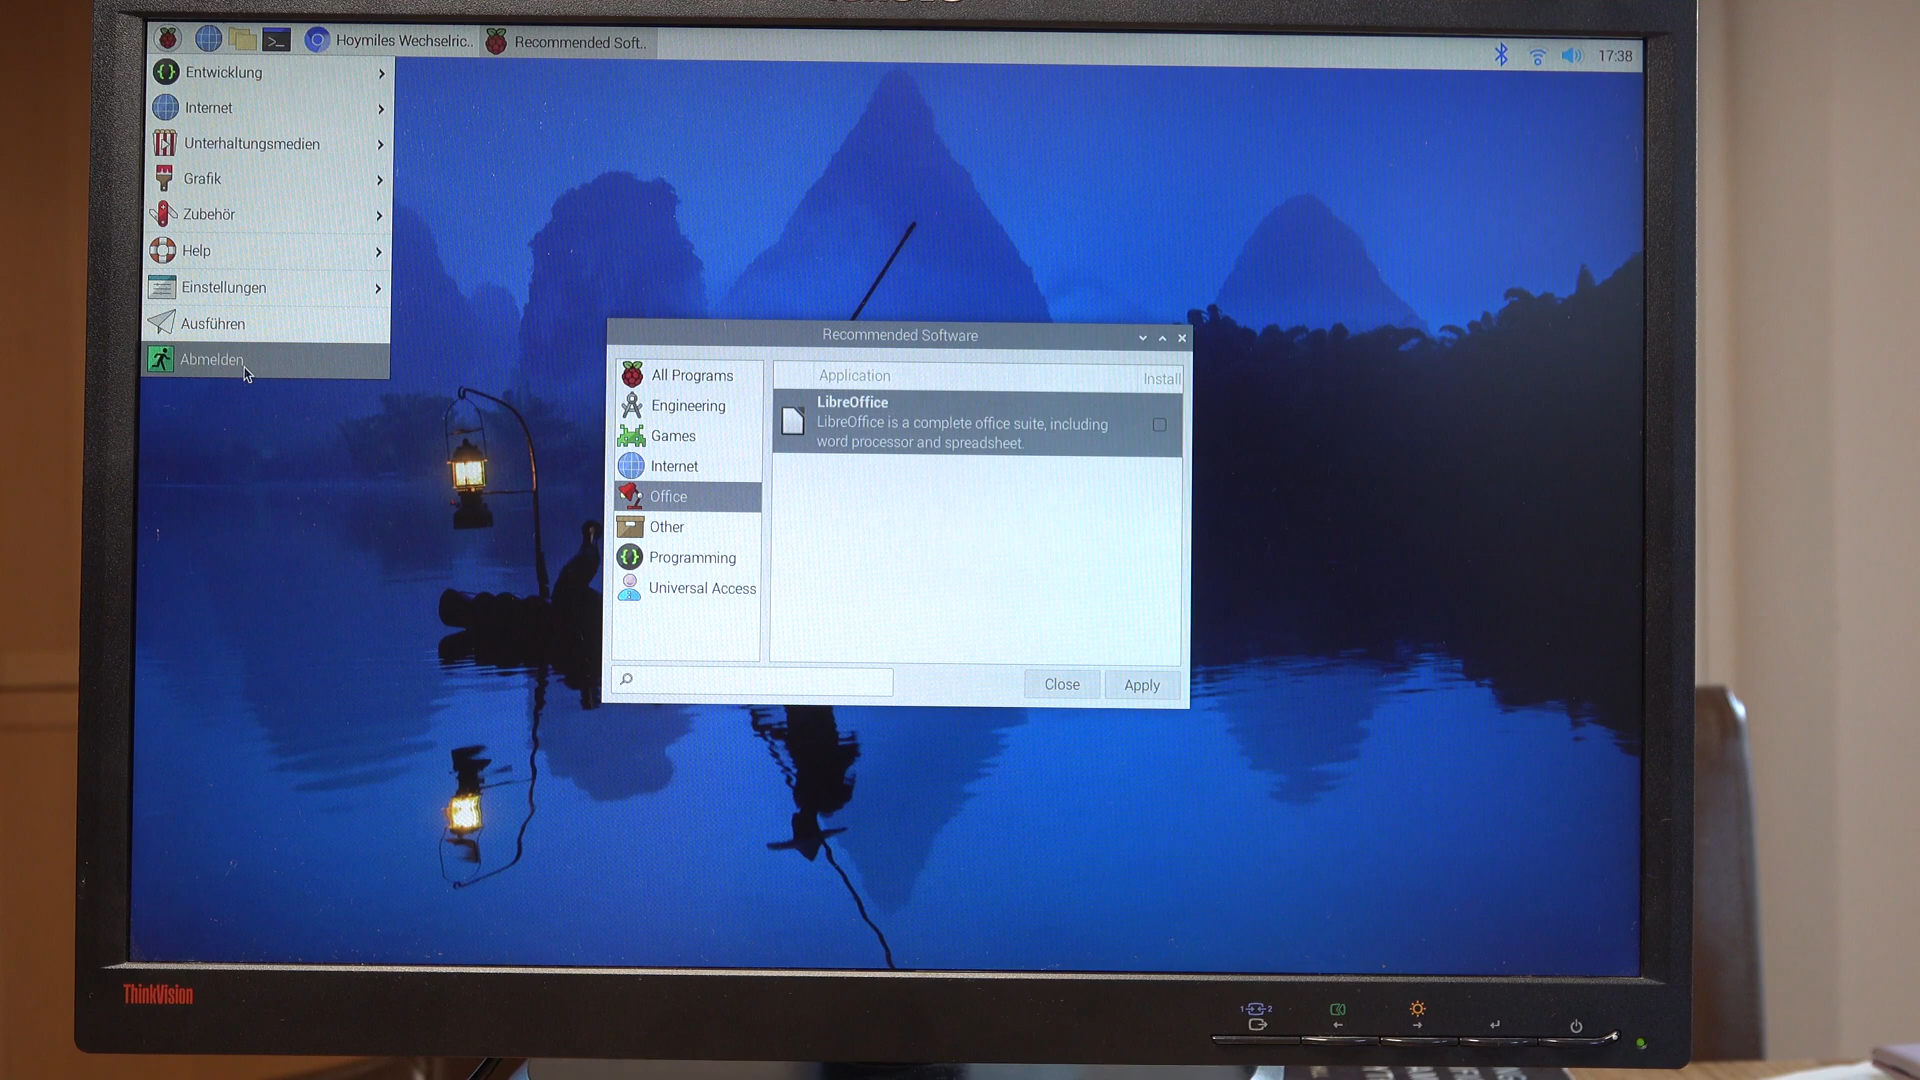 Hoymiles Wechselric..
Recommended Soft..
17:38
Entwicklung
Internet
Unterhaltungsmedien
Grafik
Zubehör
Help
Einstellungen
Ausführen
Abmelden
Recommended Software
All Programs
Engineering
Games
Internet
Office
Other
Programming
Universal Access
Application
Install
LibreOffice
LibreOffice is a complete office suite, including
word processor and spreadsheet.
Close
Apply
ThinkVision
1
2